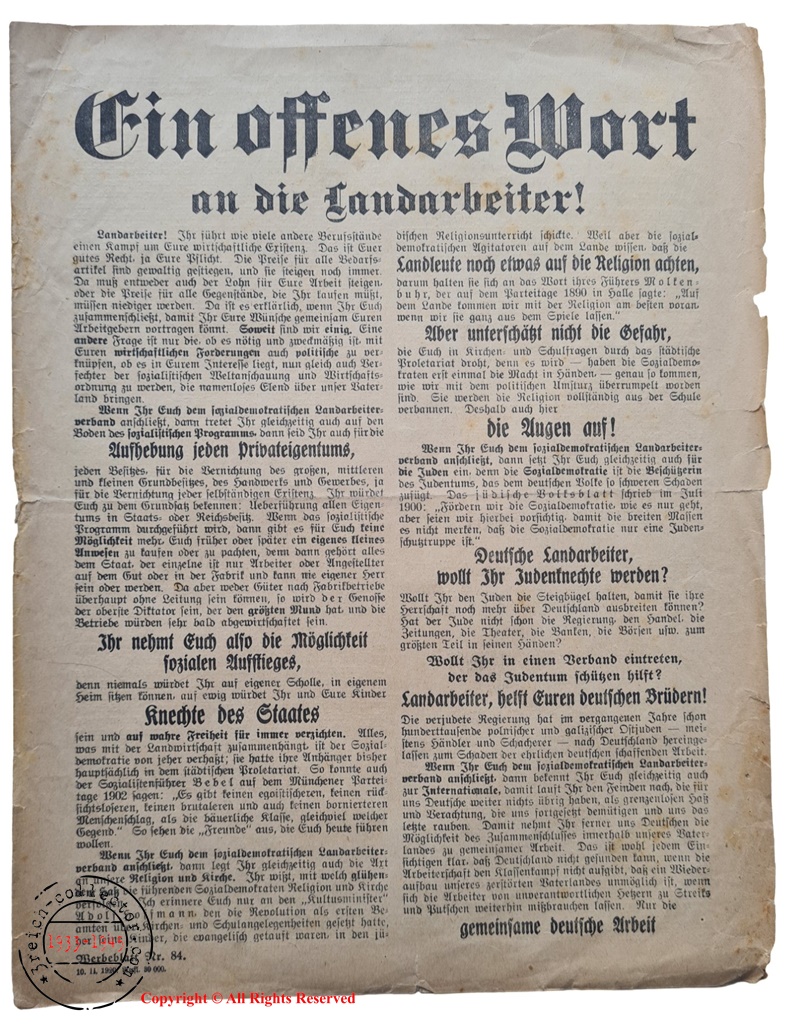 Ein offenes Wort
an die Landarbeiter!
Landarbeiter! Ihr führt wie viele andere Berufsstände
einen Kampf um Eure wirtschaftliche Existenz. Das ist Euer
gutes Recht, ja Eure Pflicht. Die Preise für alle Bedarfs-
artikel sind gewaltig gestiegen, und sie steigen noch immer.
Da muß entweder auch der Lohn für Eure Arbeit steigen,
oder die Preise für alle Gegenstände, die Ihr kaufen müßt,
müssen niediger werden. Da ist es erklärlich, wenn Ihr Euch
zusammenschließt, damit Ihr Eure Wünsche gemeinsam Euren
Arbeitgebern vortragen könnt. Soweit sind wir einig. Eine
andere Frage ist nur die, ob es nötig und zweckmäßig ist, mit
Euren wirtschaftlichen Forderungen auch politische zu ver-
knüpfen, ob es in Eurem Interesse liegt, nun gleich auch Ver-
fechter der sozialistischen Weltanschauung und Wirtschafts-
ordnung zu werden, die namenloses Elend über unser Vater-
land bringen.
Wenn Ihr Euch dem sozialdemokratischen Landarbeiter-
verband anschließt, dann tretet Ihr gleichzeitig auch auf den
Boden des sozialistischen Programms, dann seid Ihr auch für die
Aufhebung jeden Privateigentums,
jeden Besitzes, für die Vernichtung des großen, mittleren
und kleinen Grundbesitzes, des Handwerks und Gewerbes, ja
für die Vernichtung jeder selbständigen Existenz. Ihr würdet
Euch zu dem Grundsatz bekennen: Ueberführung allen Eigen-
tums in Staats- oder Reichsbesitz. Wenn das sozialistische
Programm durchgeführt wird, dann gibt es für Euch keine
Möglichkeit mehr, Euch früher oder später ein eigenes kleines
Anwesen zu kaufen oder zu pachten, denn dann gehört alles
dem Staat, der einzelne ist nur Arbeiter oder Angestellter
auf dem Gut oder in der Fabrik und kann nie eigener Herr
sein oder werden. Da aber weder Güter noch Fabrikbetriebe
überhaupt ohne Leitung sein können, so wird der Genosse
der oberste Diktator sein, der den größten Mund hat, und die
Betriebe würden sehr bald abgewirtschaftet sein.
Ihr nehmt Euch also die Möglichkeit
sozialen Aufstieges,
denn niemals würdet Ihr auf eigener Scholle, in eigenem
Heim sitzen können, auf ewig würdet Ihr und Eure Kinder
Knechte des Staates
sein und auf wahre Freiheit für immer verzichten. Alles,
was mit der Landwirtschaft zusammenhängt, ist der Sozial-
demokratie von jeher verhaßt; sie hatte ihre Anhänger bisher
hauptsächlich in dem städtischen Proletariat. So konnte auch
der Sozialistenführer Bebel auf dem Münchener Partei-
tage 1902 sagen: „Es gibt keinen egoistischeren, keinen rück-
sichtsloseren, keinen brutaleren und auch keinen bornierteren
Menschenschlag, als die bäuerliche Klasse, gleichviel welcher
Gegend.“ So sehen die „Freunde“ aus, die Euch heute führen
wollen.
Wenn Ihr Euch dem sozialdemokratischen Landarbeiter-
verband anschließt, dann legt Ihr gleichzeitig auch die Axt
an unsere Religion und Kirche. Ihr wißt, mit welch glühen-
dem Haß die führenden Sozialdemokraten Religion und Kirche
Ich erinnere Euch nur an den „Kultusminister“
Adolf Hoffmann, den die Revolution als ersten Be-
amten über Kirchen- und Schulangelegenheiten gesetzt hatte,
der seine Kinder, die evangelisch getauft waren, in den jü-
Werbeblatt Nr. 84.
10. 11. 1920. Aufl. 80 000.
dischen Religionsunterricht schickte. Weil aber die sozial-
demokratischen Agitatoren auf dem Lande wissen, daß die
Landleute noch etwas auf die Religion achten,
darum halten sie sich an das Wort ihres Führers Molken-
buhr, der auf dem Parteitage 1890 in Halle sagte: „Auf
dem Lande kommen wir mit der Religion am besten voran,
wenn wir sie ganz aus dem Spiele lassen.“
Aber unterschätzt nicht die Gefahr,
die Euch in Kirchen- und Schulfragen durch das städtische
Proletariat droht, denn es wird — haben die Sozialdemo-
kraten erst einmal die Macht in Händen — genau so kommen,
wie wir mit dem politischen Umsturz überrumpelt worden
sind. Sie werden die Religion vollständig aus der Schule
verbannen. Deshalb auch hier
die Augen auf!
Wenn Ihr Euch dem sozialdemokratischen Landarbeiter-
verband anschließt, dann setzt Ihr Euch gleichzeitig auch für
die Juden ein, denn die Sozialdemokratie ist die Beschützerin
des Judentums, das dem deutschen Volke so schweren Schaden
zufügt. Das jüdische Volksblatt schrieb im Juli
1900: „Fördern wir die Sozialdemokratie, wie es nur geht,
aber seien wir hierbei vorsichtig, damit die breiten Massen
es nicht merken, daß die Sozialdemokratie nur eine Juden-
schutztruppe ist.“
Deutsche Landarbeiter,
wollt Ihr Judenknechte werden?
Wollt Ihr den Juden die Steigbügel halten, damit sie ihre
Herrschaft noch mehr über Deutschland ausbreiten können?
Hat der Jude nicht schon die Regierung, den Handel, die
Zeitungen, die Theater, die Banken, die Börsen usw. zum
größten Teil in seinen Händen?
Wollt Ihr in einen Verband eintreten,
der das Judentum schützen hilft?
Landarbeiter, helft Euren deutschen Brüdern!
Die verjudete Regierung hat im vergangenen Jahre schon
hunderttausende polnischer und galizischer Ostjuden — mei-
stens Händler und Schacherer — nach Deutschland hereinge-
lassen zum Schaden der ehrlichen deutschen schaffenden Arbeit.
Wenn Ihr Euch dem sozialdemokratischen Landarbeiter-
verband anschließt, dann bekennt Ihr Euch gleichzeitig auch
zur Internationale, damit lauft Ihr den Feinden nach, die für
uns Deutsche weiter nichts übrig haben, als grenzenlosen Haß
und Verachtung, die uns fortgesetzt demütigen und uns das
letzte rauben. Damit nehmt Ihr ferner uns Deutschen die
Möglichkeit des Zusammenschlusses innerhalb unseres Vater-
landes zu gemeinsamer Arbeit. Das ist wohl jedem Ein-
sichtigen klar, daß Deutschland nicht gesunden kann, wenn die
Arbeiterschaft den Klassenkampf nicht aufgibt, daß ein Wieder-
aufbau unseres zerstörten Vaterlandes unmöglich ist, wenn
sich die Arbeiter von unverantwortlichen Hetzern zu Streiks
und Putschen weiterhin mißbrauchen lassen. Nur die
gemeinsame deutsche Arbeit
3reich-collector.com
1933-1945
Copyright © All Rights Reserved